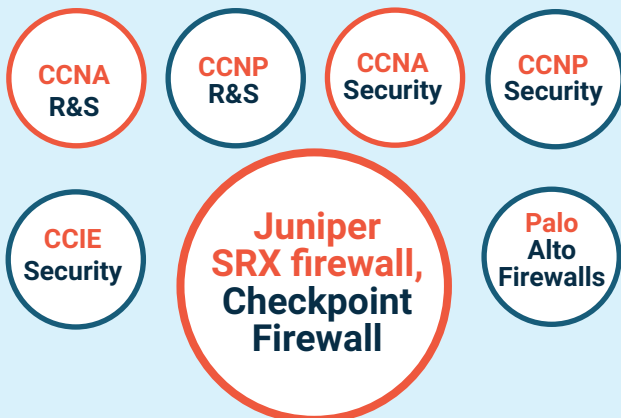 CCNA
R&S
CCNP
R&S
CCNA
Security
CCNP
Security
CCIE
Security
Juniper
SRX firewall,
Checkpoint
Firewall
Palo
Alto
Firewalls